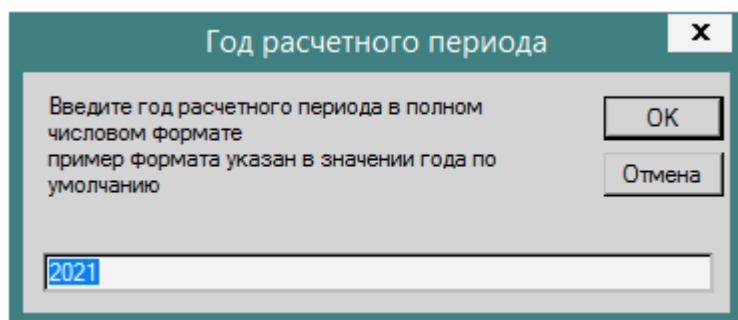 Год расчетного периода
x
Введите год расчетного периода в полном
числовом формате
пример формата указан в значении года по
умолчанию
OK
Отмена
2021